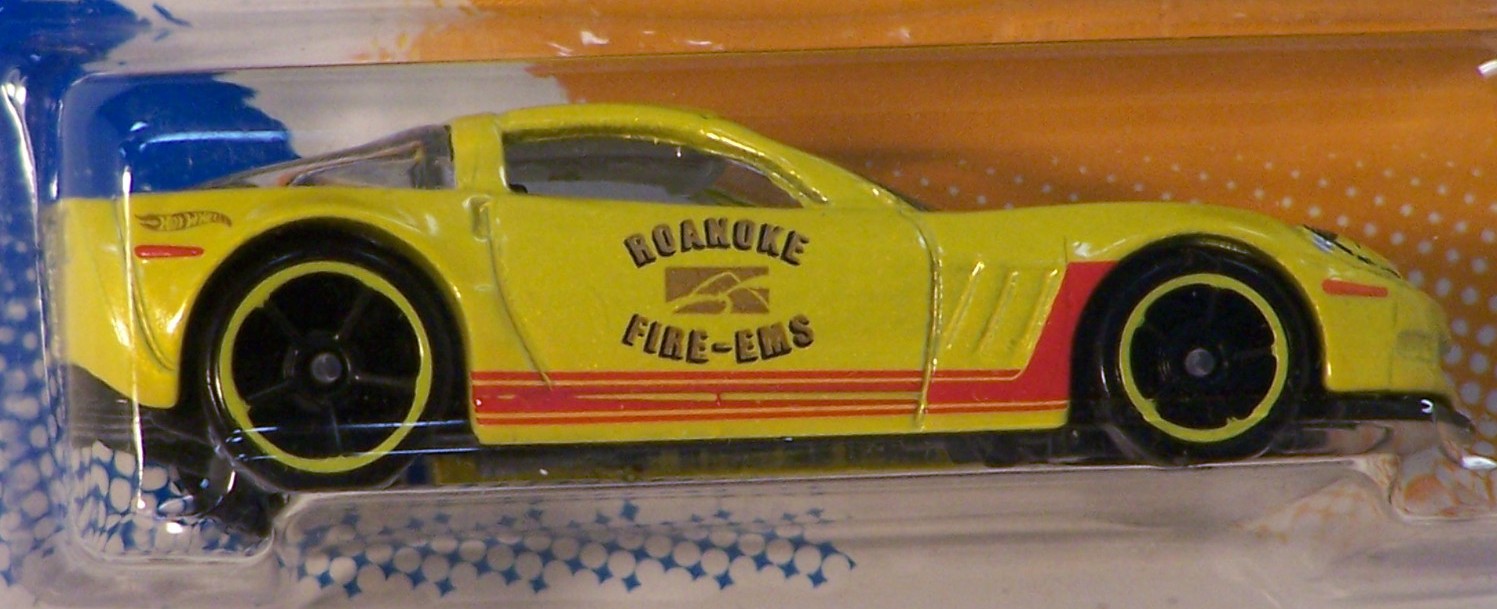 HOT WHEELS
ROANOKE
FIRE-EMS